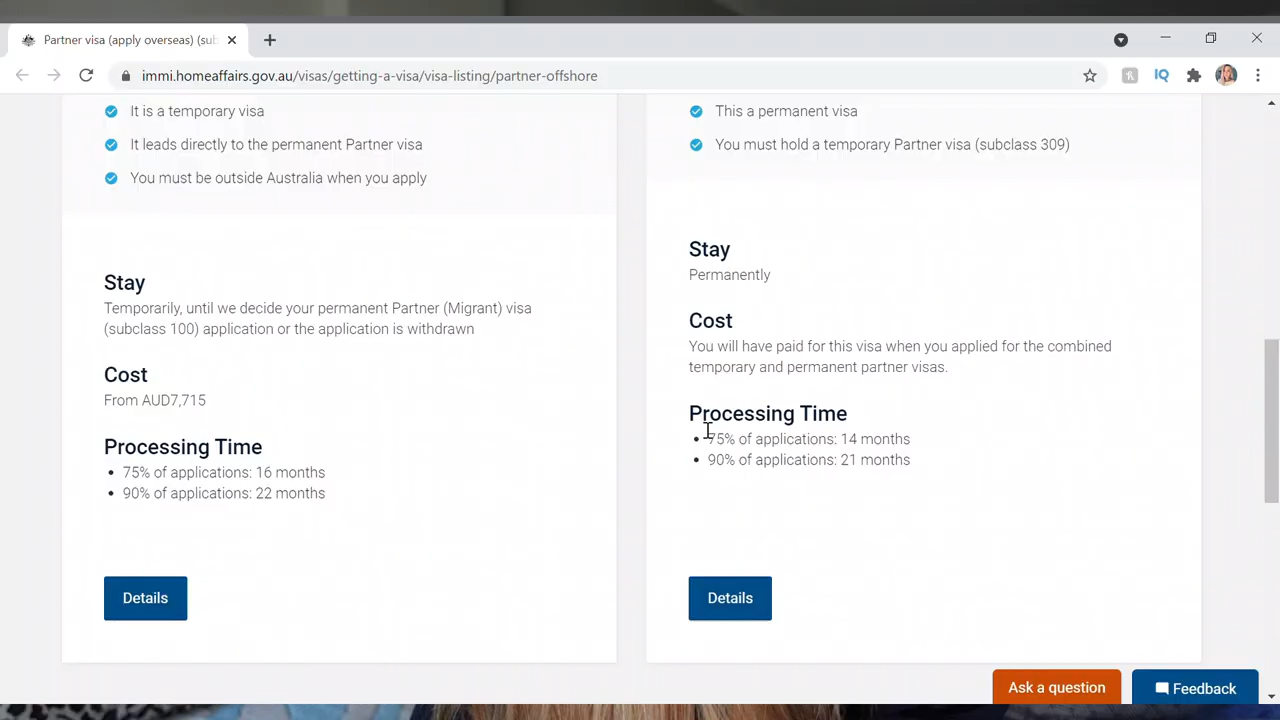 Partner visa (apply overseas) (sub
immi.homeaffairs.gov.au/visas/getting-a-visa/visa-listing/partner-offshore
IQ
It is a temporary visa
It leads directly to the permanent Partner visa
You must be outside Australia when you apply
Stay
Temporarily, until we decide your permanent Partner (Migrant) visa
(subclass 100) application or the application is withdrawn
Cost
From AUD7,715
Processing Time
75% of applications: 16 months
90% of applications: 22 months
Details
This a permanent visa
You must hold a temporary Partner visa (subclass 309)
Stay
Permanently
Cost
You will have paid for this visa when you applied for the combined
temporary and permanent partner visas.
Processing Time
75% of applications: 14 months
90% of applications: 21 months
Details
Ask a question
Feedback